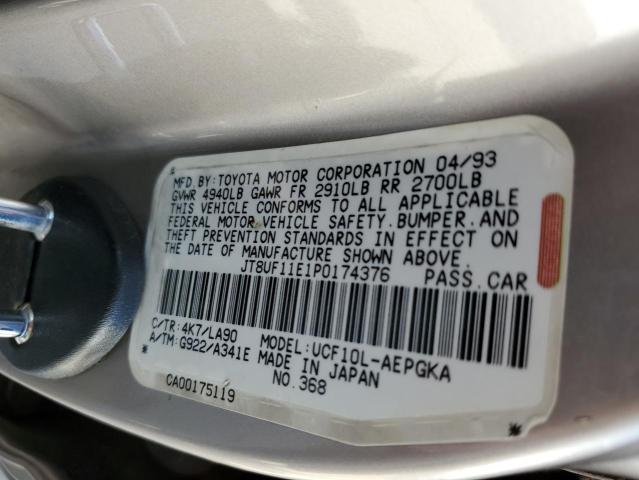 MFD.BY:TOYOTA MOTOR CORPORATION 04/93
GVWR 4940LB GAWR FR 2910LB RR 2700LB
THIS VEHICLE CONFORMS TO ALL APPLICABLE
FEDERAL MOTOR VEHICLE SAFETY.BUMPER.AND
THEFT PREVENTION STANDARDS IN EFFECT ON
THE DATE OF MANUFACTURE SHOWN ABOVE.
JT8UF11E1P0174376 PASS.CAR
C/TR:4K7/LA90 MODEL:UCF10L-AEPGKA
A/TM:G922/A341E MADE IN JAPAN
CA00175119 NO.368